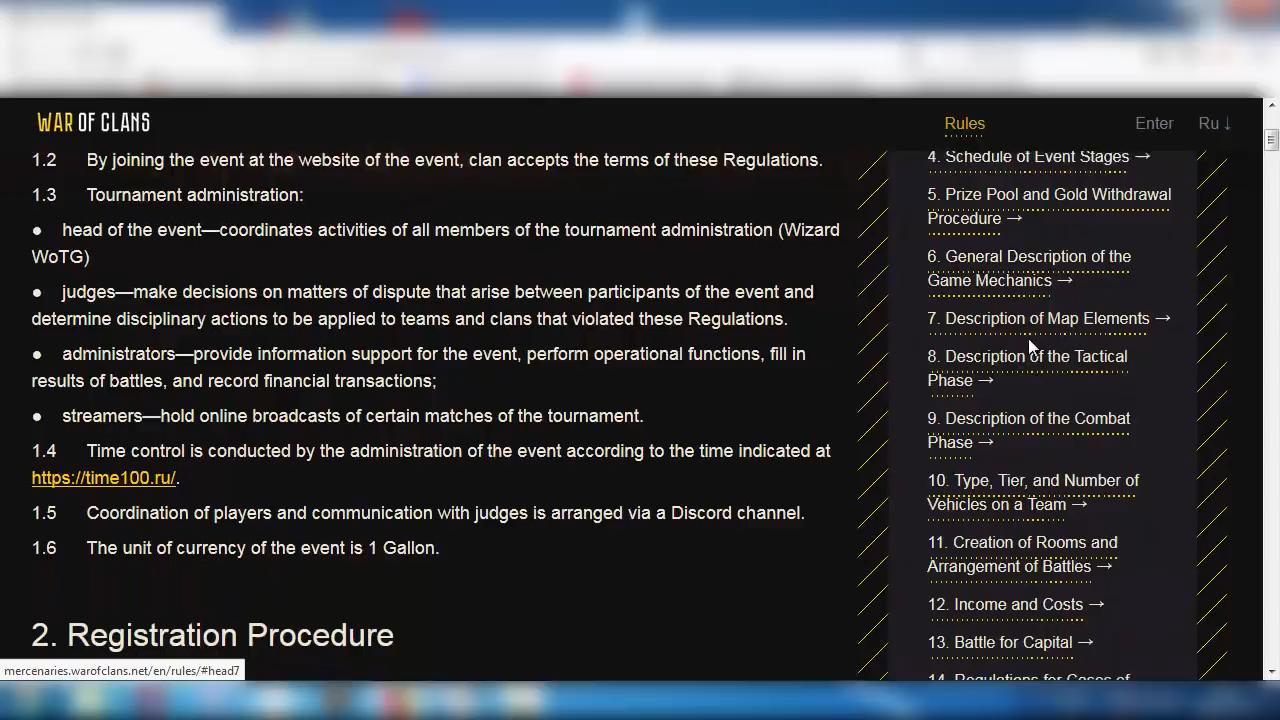 WAR OF CLANS
Rules
Enter
Ru ↓
1.2 By joining the event at the website of the event, clan accepts the terms of these Regulations.
1.3 Tournament administration:
● head of the event—coordinates activities of all members of the tournament administration (Wizard
WoTG)
● judges—make decisions on matters of dispute that arise between participants of the event and
determine disciplinary actions to be applied to teams and clans that violated these Regulations.
● administrators—provide information support for the event, perform operational functions, fill in
results of battles, and record financial transactions;
● streamers—hold online broadcasts of certain matches of the tournament.
1.4 Time control is conducted by the administration of the event according to the time indicated at
https://time100.ru/.
1.5 Coordination of players and communication with judges is arranged via a Discord channel.
1.6 The unit of currency of the event is 1 Gallon.
2. Registration Procedure
4. Schedule of Event Stages →
5. Prize Pool and Gold Withdrawal
Procedure →
6. General Description of the
Game Mechanics →
7. Description of Map Elements →
8. Description of the Tactical
Phase →
9. Description of the Combat
Phase →
10. Type, Tier, and Number of
Vehicles on a Team →
11. Creation of Rooms and
Arrangement of Battles →
12. Income and Costs →
13. Battle for Capital →
14. Regulations for Cases of
mercenaries.warofclans.net/en/rules/#head7